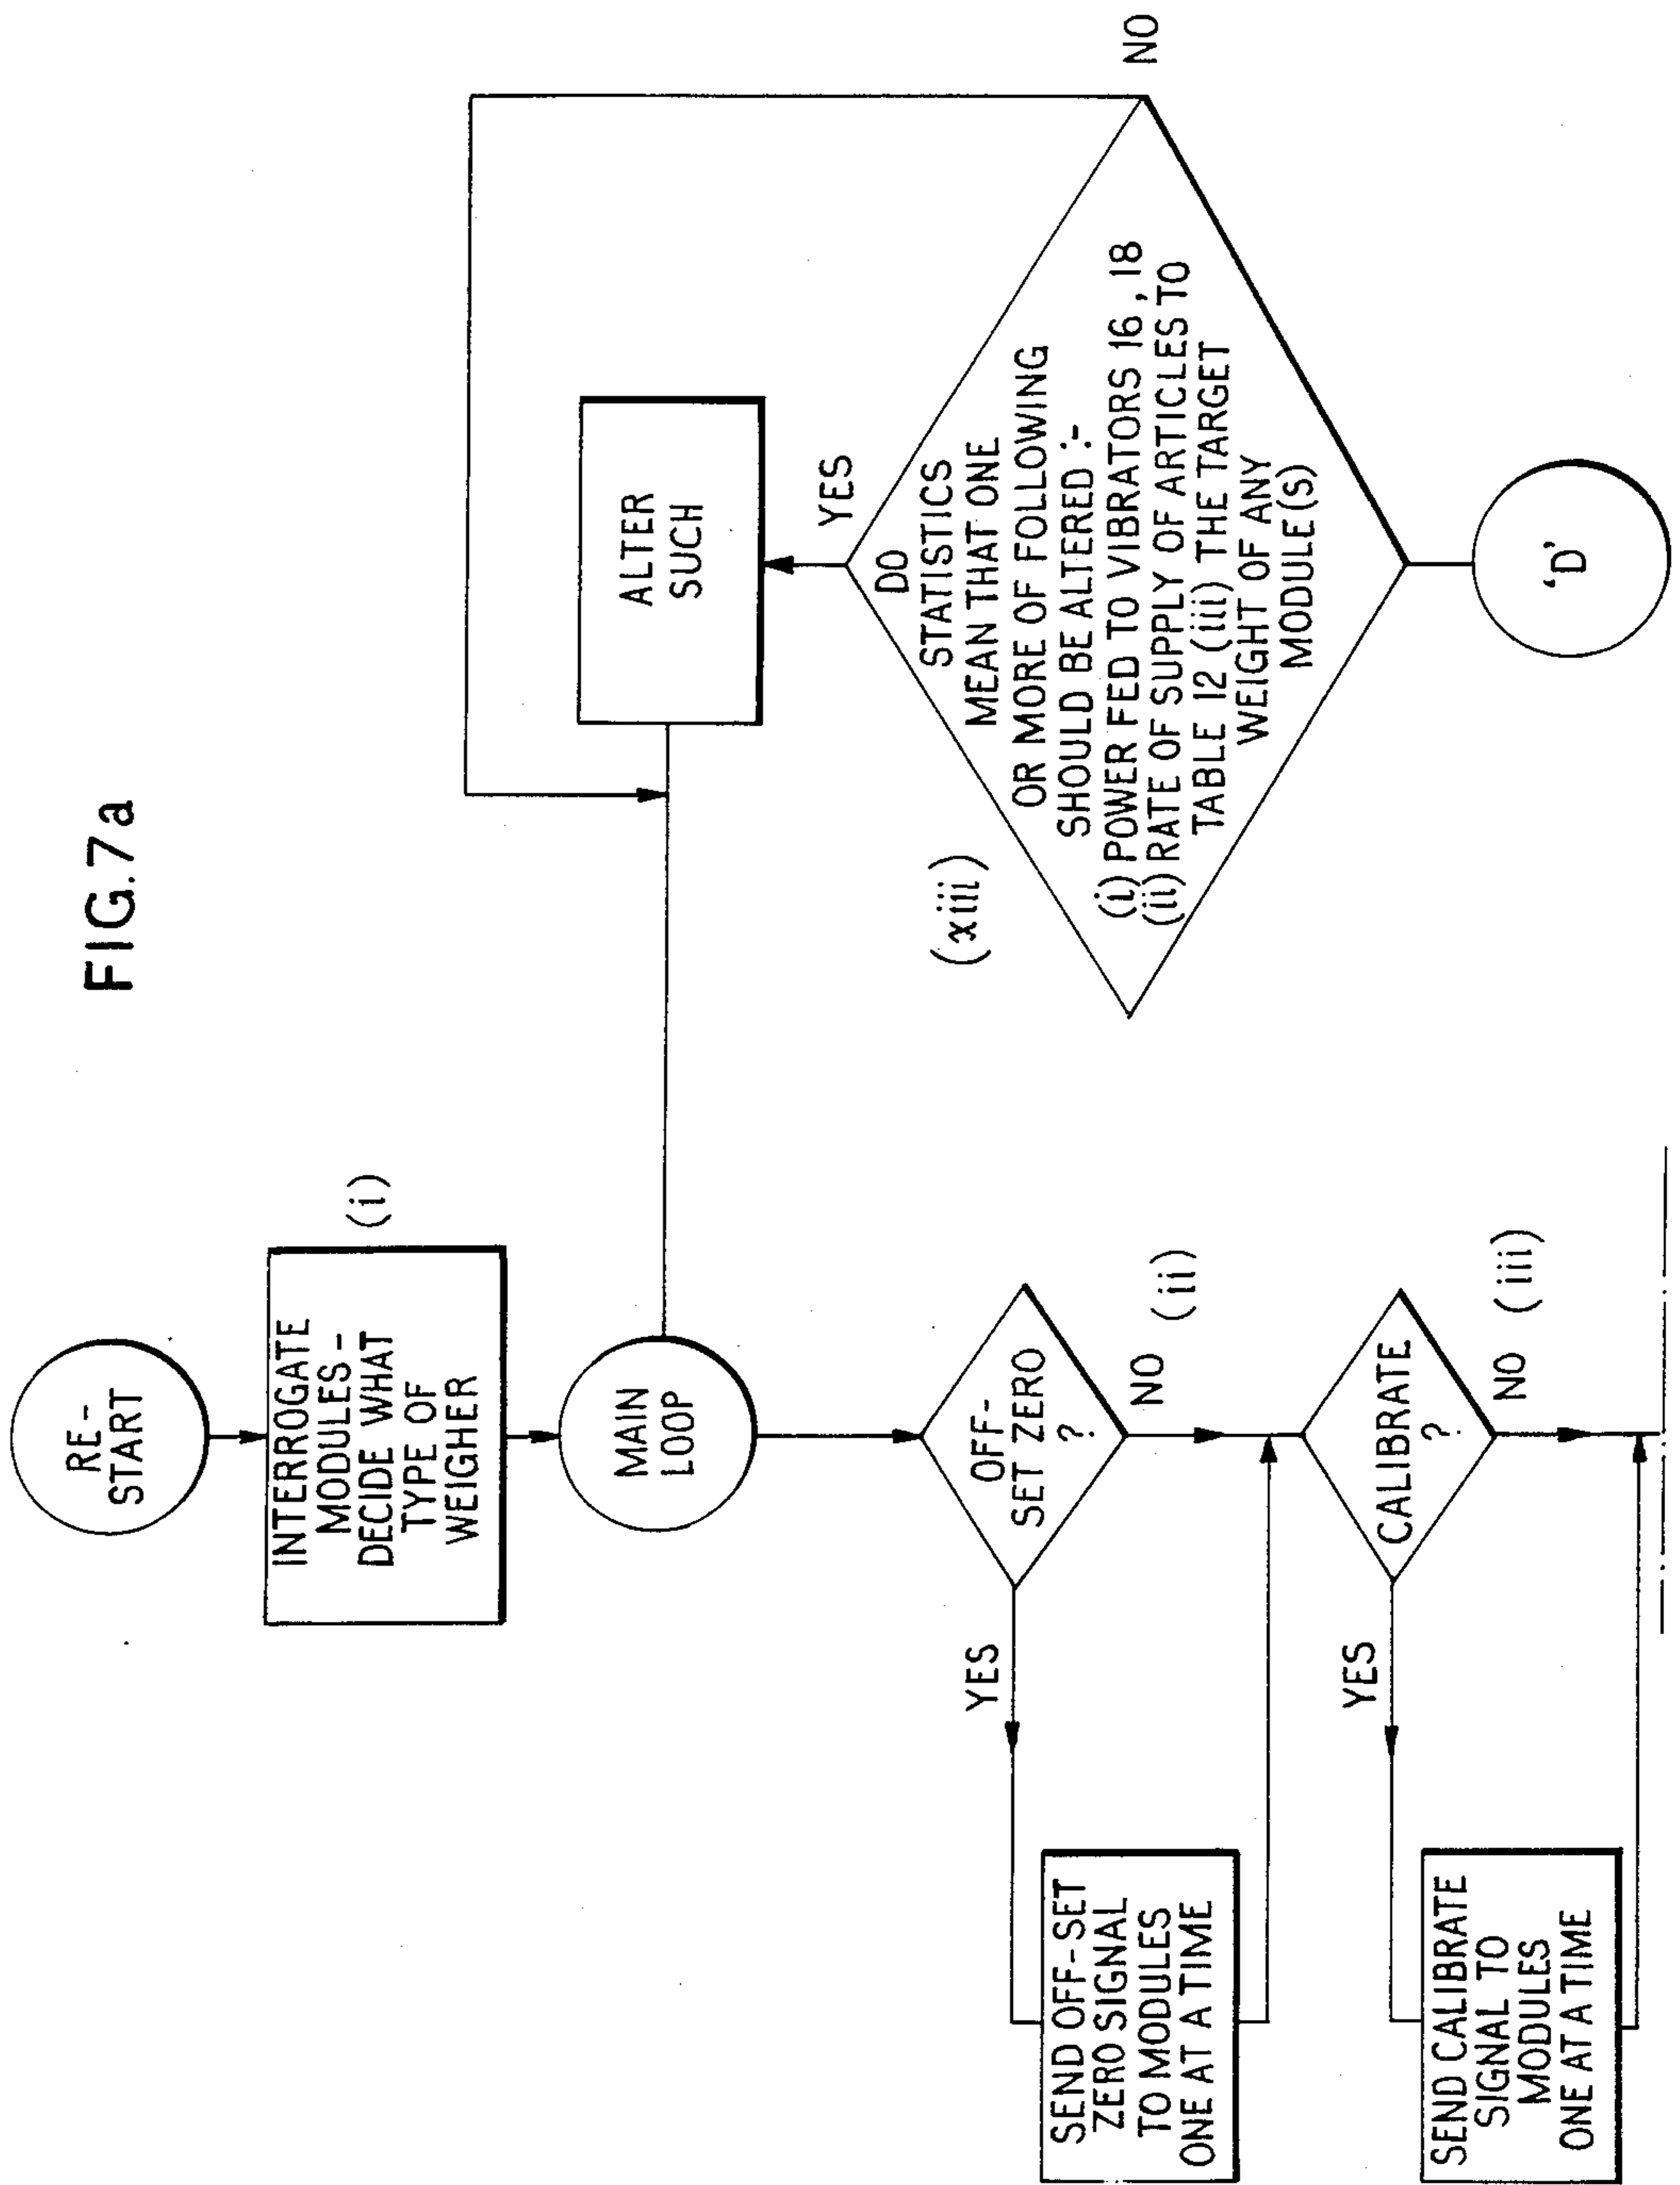 FIG.7a
RE-
START
INTERROGATE
MODULES-
DECIDE WHAT
TYPE OF
WEIGHER
(i)
MAIN
LOOP
OFF-
SET ZERO
?
YES
NO
(ii)
SEND OFF-SET
ZERO SIGNAL
TO MODULES
ONE AT A TIME
CALIBRATE
?
YES
NO
(iii)
SEND CALIBRATE
SIGNAL TO
MODULES
ONE AT A TIME
ALTER
SUCH
YES
(xiii)
DO
STATISTICS
MEAN THAT ONE
OR MORE OF FOLLOWING
SHOULD BE ALTERED :-
(i) POWER FED TO VIBRATORS 16, 18
(ii) RATE OF SUPPLY OF ARTICLES TO
TABLE 12 (iii) THE TARGET
WEIGHT OF ANY
MODULE(S)
NO
'D'